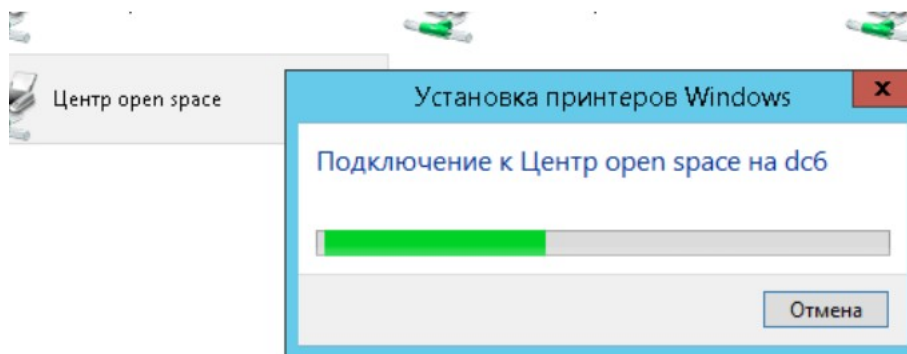 Центр open space
Установка принтеров Windows
x
Подключение к Центр open space на dc6
Отмена